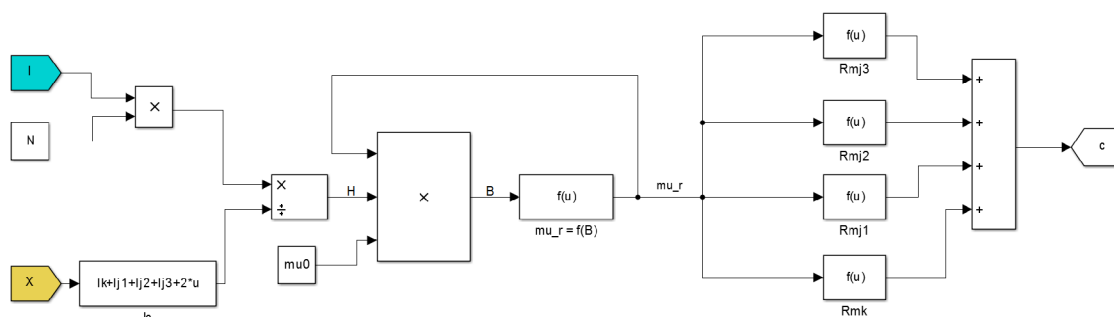 f(u)
Rmj3
I
×
N
+
f(u)
Rmj2
+
c
×
÷
H
×
B
f(u)
mu_r = f(B)
mu_r
f(u)
Rmj1
+
+
mu0
X
lk+lj1+lj2+lj3+2*u
f(u)
Rmk